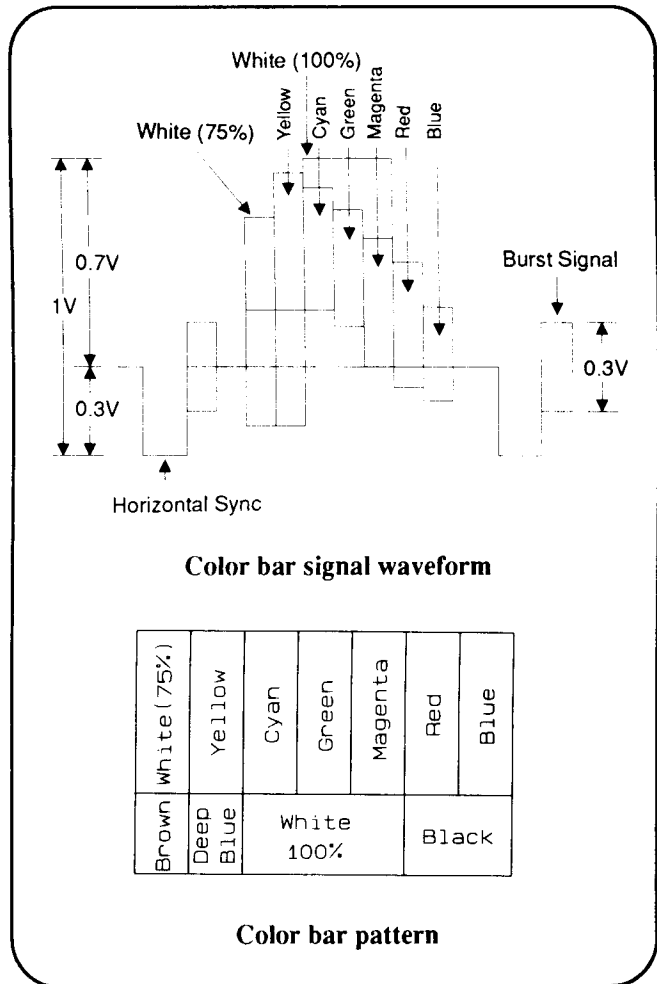 White (100%)
White (75%)
Yellow
Cyan
Green
Magenta
Red
Blue
0.7V
1V
0.3V
Burst Signal
0.3V
Horizontal Sync
Color bar signal waveform
White(75%)
Yellow
Cyan
Green
Magenta
Red
Blue
Brown
Deep
Blue
White
100%
Black
Color bar pattern